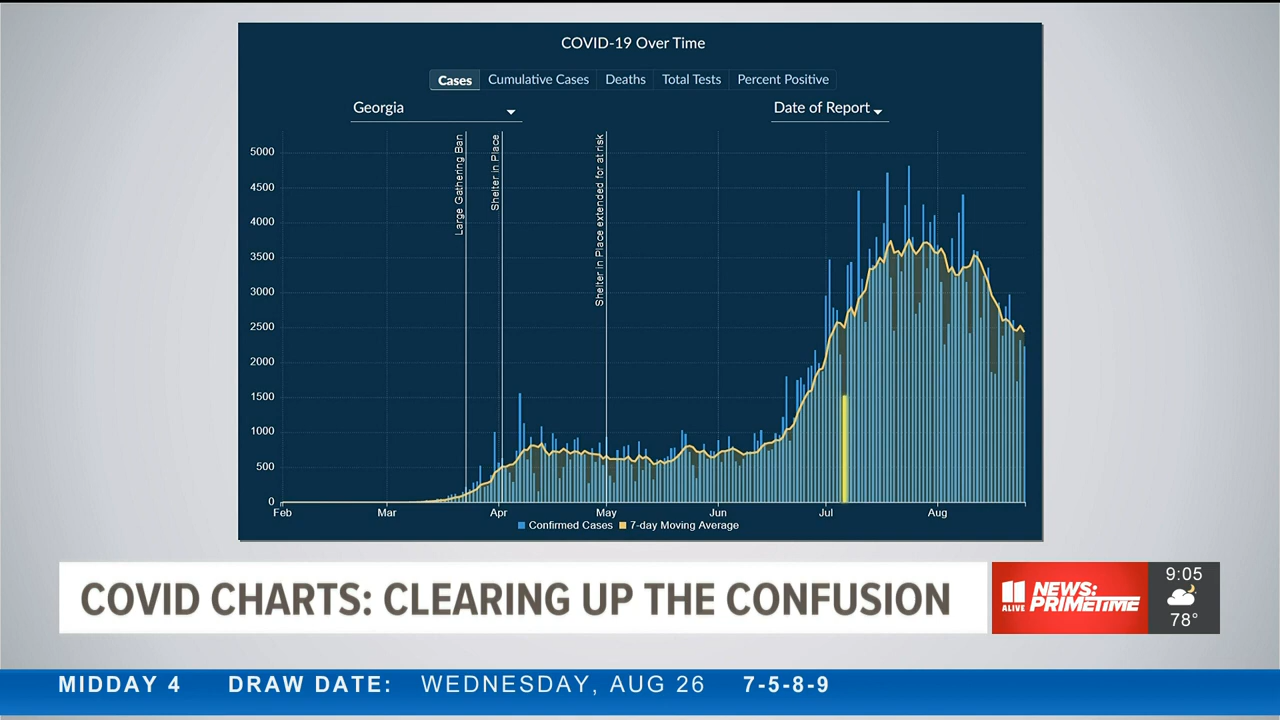 COVID-19 Over Time
Cases Cumulative Cases Deaths Total Tests Percent Positive
Georgia
Date of Report
Large Gathering Ban
Shelter in Place
Shelter in Place extended for at risk
5000
4500
4000
3500
3000
2500
2000
1500
1000
500
0
Feb Mar Apr May Jun Jul Aug
Confirmed Cases 7-day Moving Average
COVID CHARTS: CLEARING UP THE CONFUSION
11 ALIVE NEWS: PRIMETIME
9:05
78°
MIDDAY 4 DRAW DATE: WEDNESDAY, AUG 26 7-5-8-9